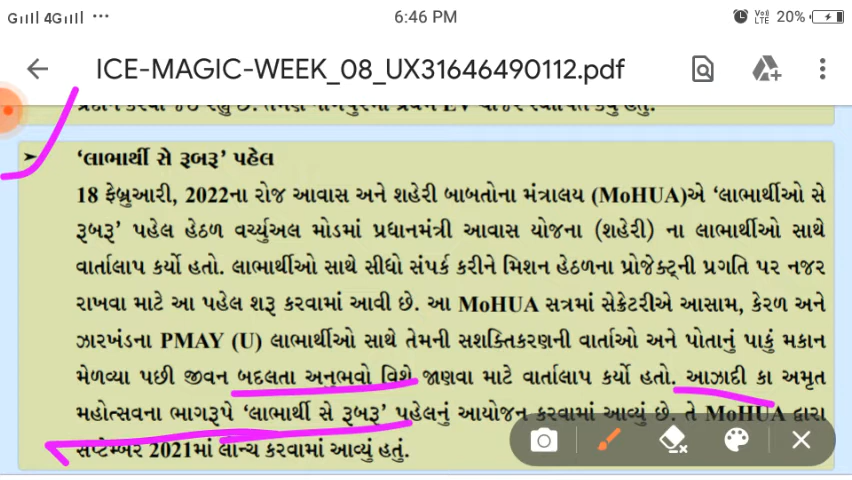 4G
6:46 PM
Vo)
LTE
20%
ICE-MAGIC-WEEK_08_UX31646490112.pdf
'લાભાર્થી સે રૂબરૂ' પહેલ
18 ફેબ્રુઆરી, 2022ના રોજ આવાસ અને શહેરી બાબતોના મંત્રાલય (MoHUA)એ 'લાભાર્થીઓ સે
રૂબરૂ' પહેલ હેઠળ વર્ચ્યુઅલ મોડમાં પ્રધાનમંત્રી આવાસ યોજના (શહેરી) ના લાભાર્થીઓ સાથે
વાર્તાલાપ કર્યો હતો. લાભાર્થીઓ સાથે સીધો સંપર્ક કરીને મિશન હેઠળના પ્રોજેક્ટ્ની પ્રગતિ પર નજર
રાખવા માટે આ પહેલ શરૂ કરવામાં આવી છે. આ MoHUA સત્રમાં સેક્રેટરીએ આસામ, કેરળ અને
ઝારખંડના PMAY (U) લાભાર્થીઓ સાથે તેમની સશક્તિકરણની વાર્તાઓ અને પોતાનું પાકું મકાન
મેળવ્યા પછી જીવન બદલતા અનુભવો વિશે જાણવા માટે વાર્તાલાપ કર્યો હતો. આઝાદી કા અમૃત
મહોત્સવના ભાગરૂપે 'લાભાર્થી સે રૂબરૂ' પહેલનું આયોજન કરવામાં આવ્યું છે. તે MoHUA દ્વારા
સપ્ટેમ્બર 2021માં લાન્ચ કરવામાં આવ્યું હતું.